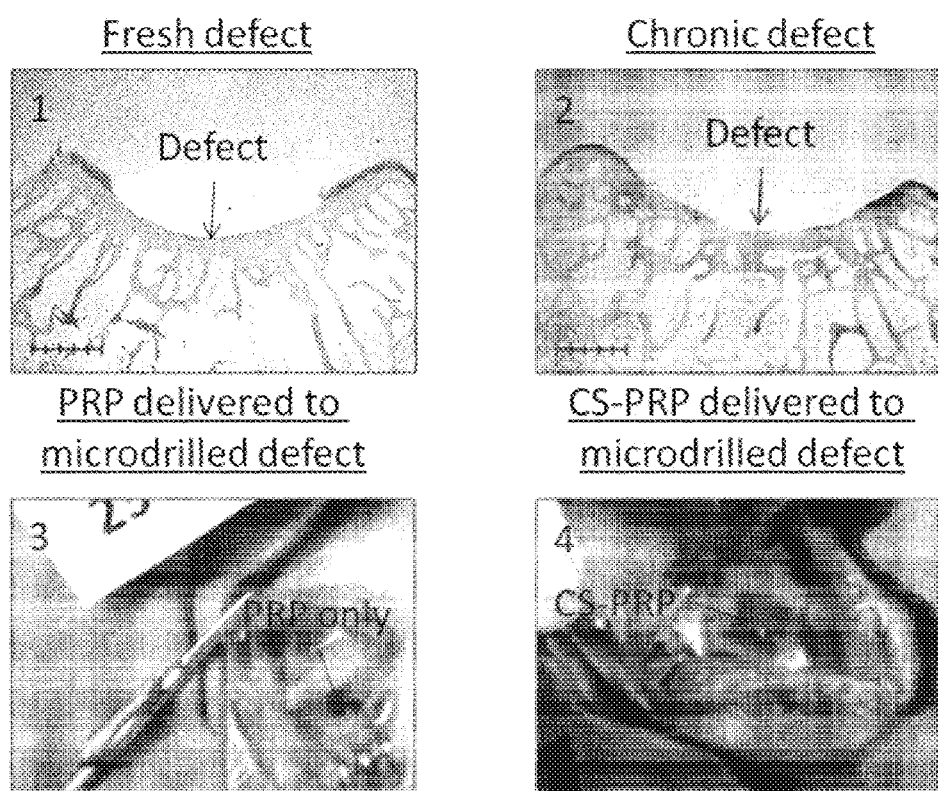 Fresh defect
Chronic defect
1
Defect
2
Defect
PRP delivered to
microdrilled defect
CS-PRP delivered to
microdrilled defect
3
PRP only
4
CS-PRP